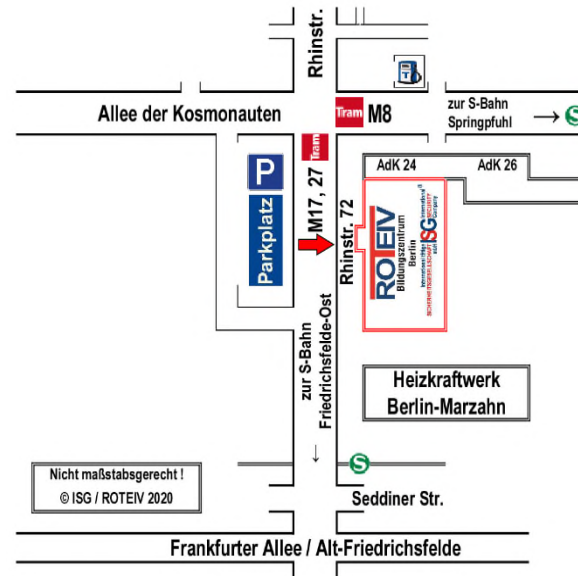 Rhinstr.
Allee der Kosmonauten
Tram M8
zur S-Bahn
Springpfuhl
→ S
Tram
M17, 27
P
Parkplatz
Rhinstr. 72
AdK 24
AdK 26
ROTEIV
Bildungszentrum
Berlin
ISG
SICHERHEITSGESELLSCHAFT
zur S-Bahn
Friedrichsfelde-Ost
←
Heizkraftwerk
Berlin-Marzahn
S
Nicht maßstabsgerecht !
© ISG / ROTEIV 2020
Seddiner Str.
Frankfurter Allee / Alt-Friedrichsfelde